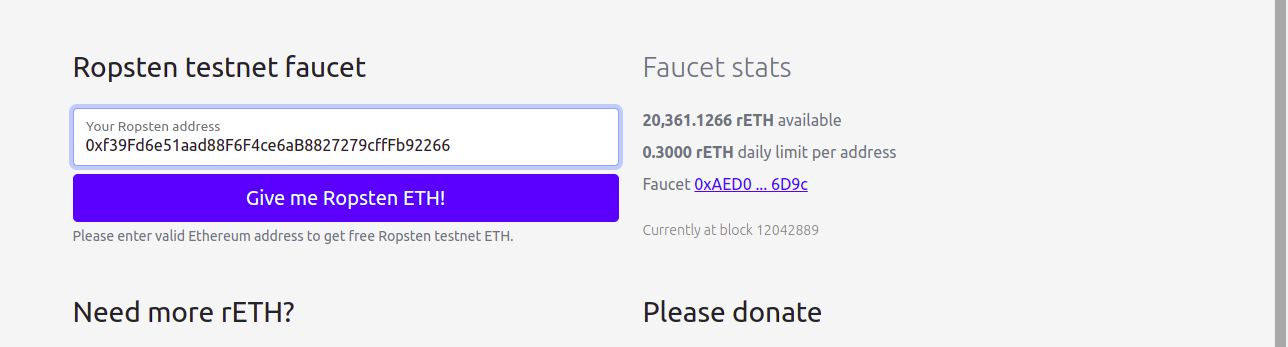 Ropsten testnet faucet
Your Ropsten address
0xf39Fd6e51aad88F6F4ce6aB8827279cffFb92266
Give me Ropsten ETH!
Please enter valid Ethereum address to get free Ropsten testnet ETH.
Need more rETH?
Faucet stats
20,361.1266 rETH available
0.3000 rETH daily limit per address
Faucet 0xAED0 ... 6D9c
Currently at block 12042889
Please donate